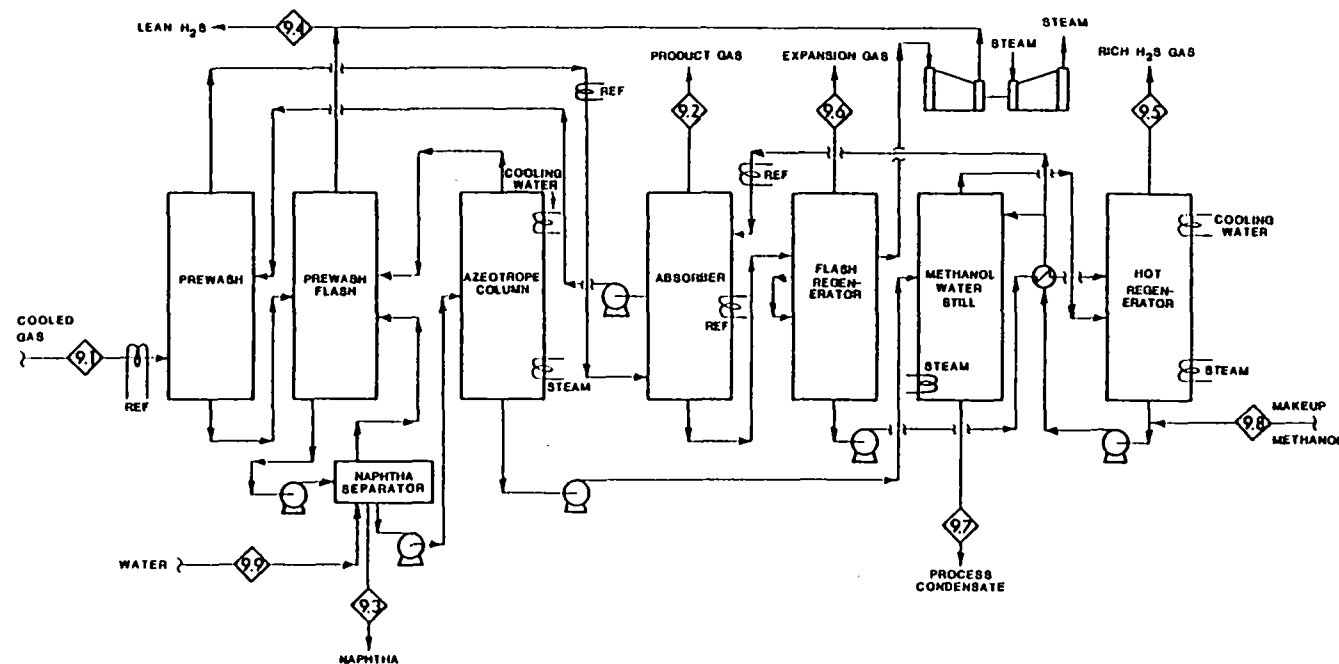 LEAN H₂S
9.4
STEAM
STEAM
PRODUCT GAS
EXPANSION GAS
RICH H₂S GAS
REF
9.2
9.6
9.5
COOLING
WATER
REF
PREWASH
PREWASH
FLASH
AZEOTROPE
COLUMN
ABSORBER
FLASH
REGEN-
ERATOR
METHANOL
WATER
STILL
HOT
REGEN-
ERATOR
COOLING
WATER
REF
COOLED
GAS
9.1
REF
STEAM
STEAM
STEAM
MAKEUP
METHANOL
9.8
NAPHTHA
SEPARATOR
WATER
9.9
9.3
NAPHTHA
9.7
PROCESS
CONDENSATE